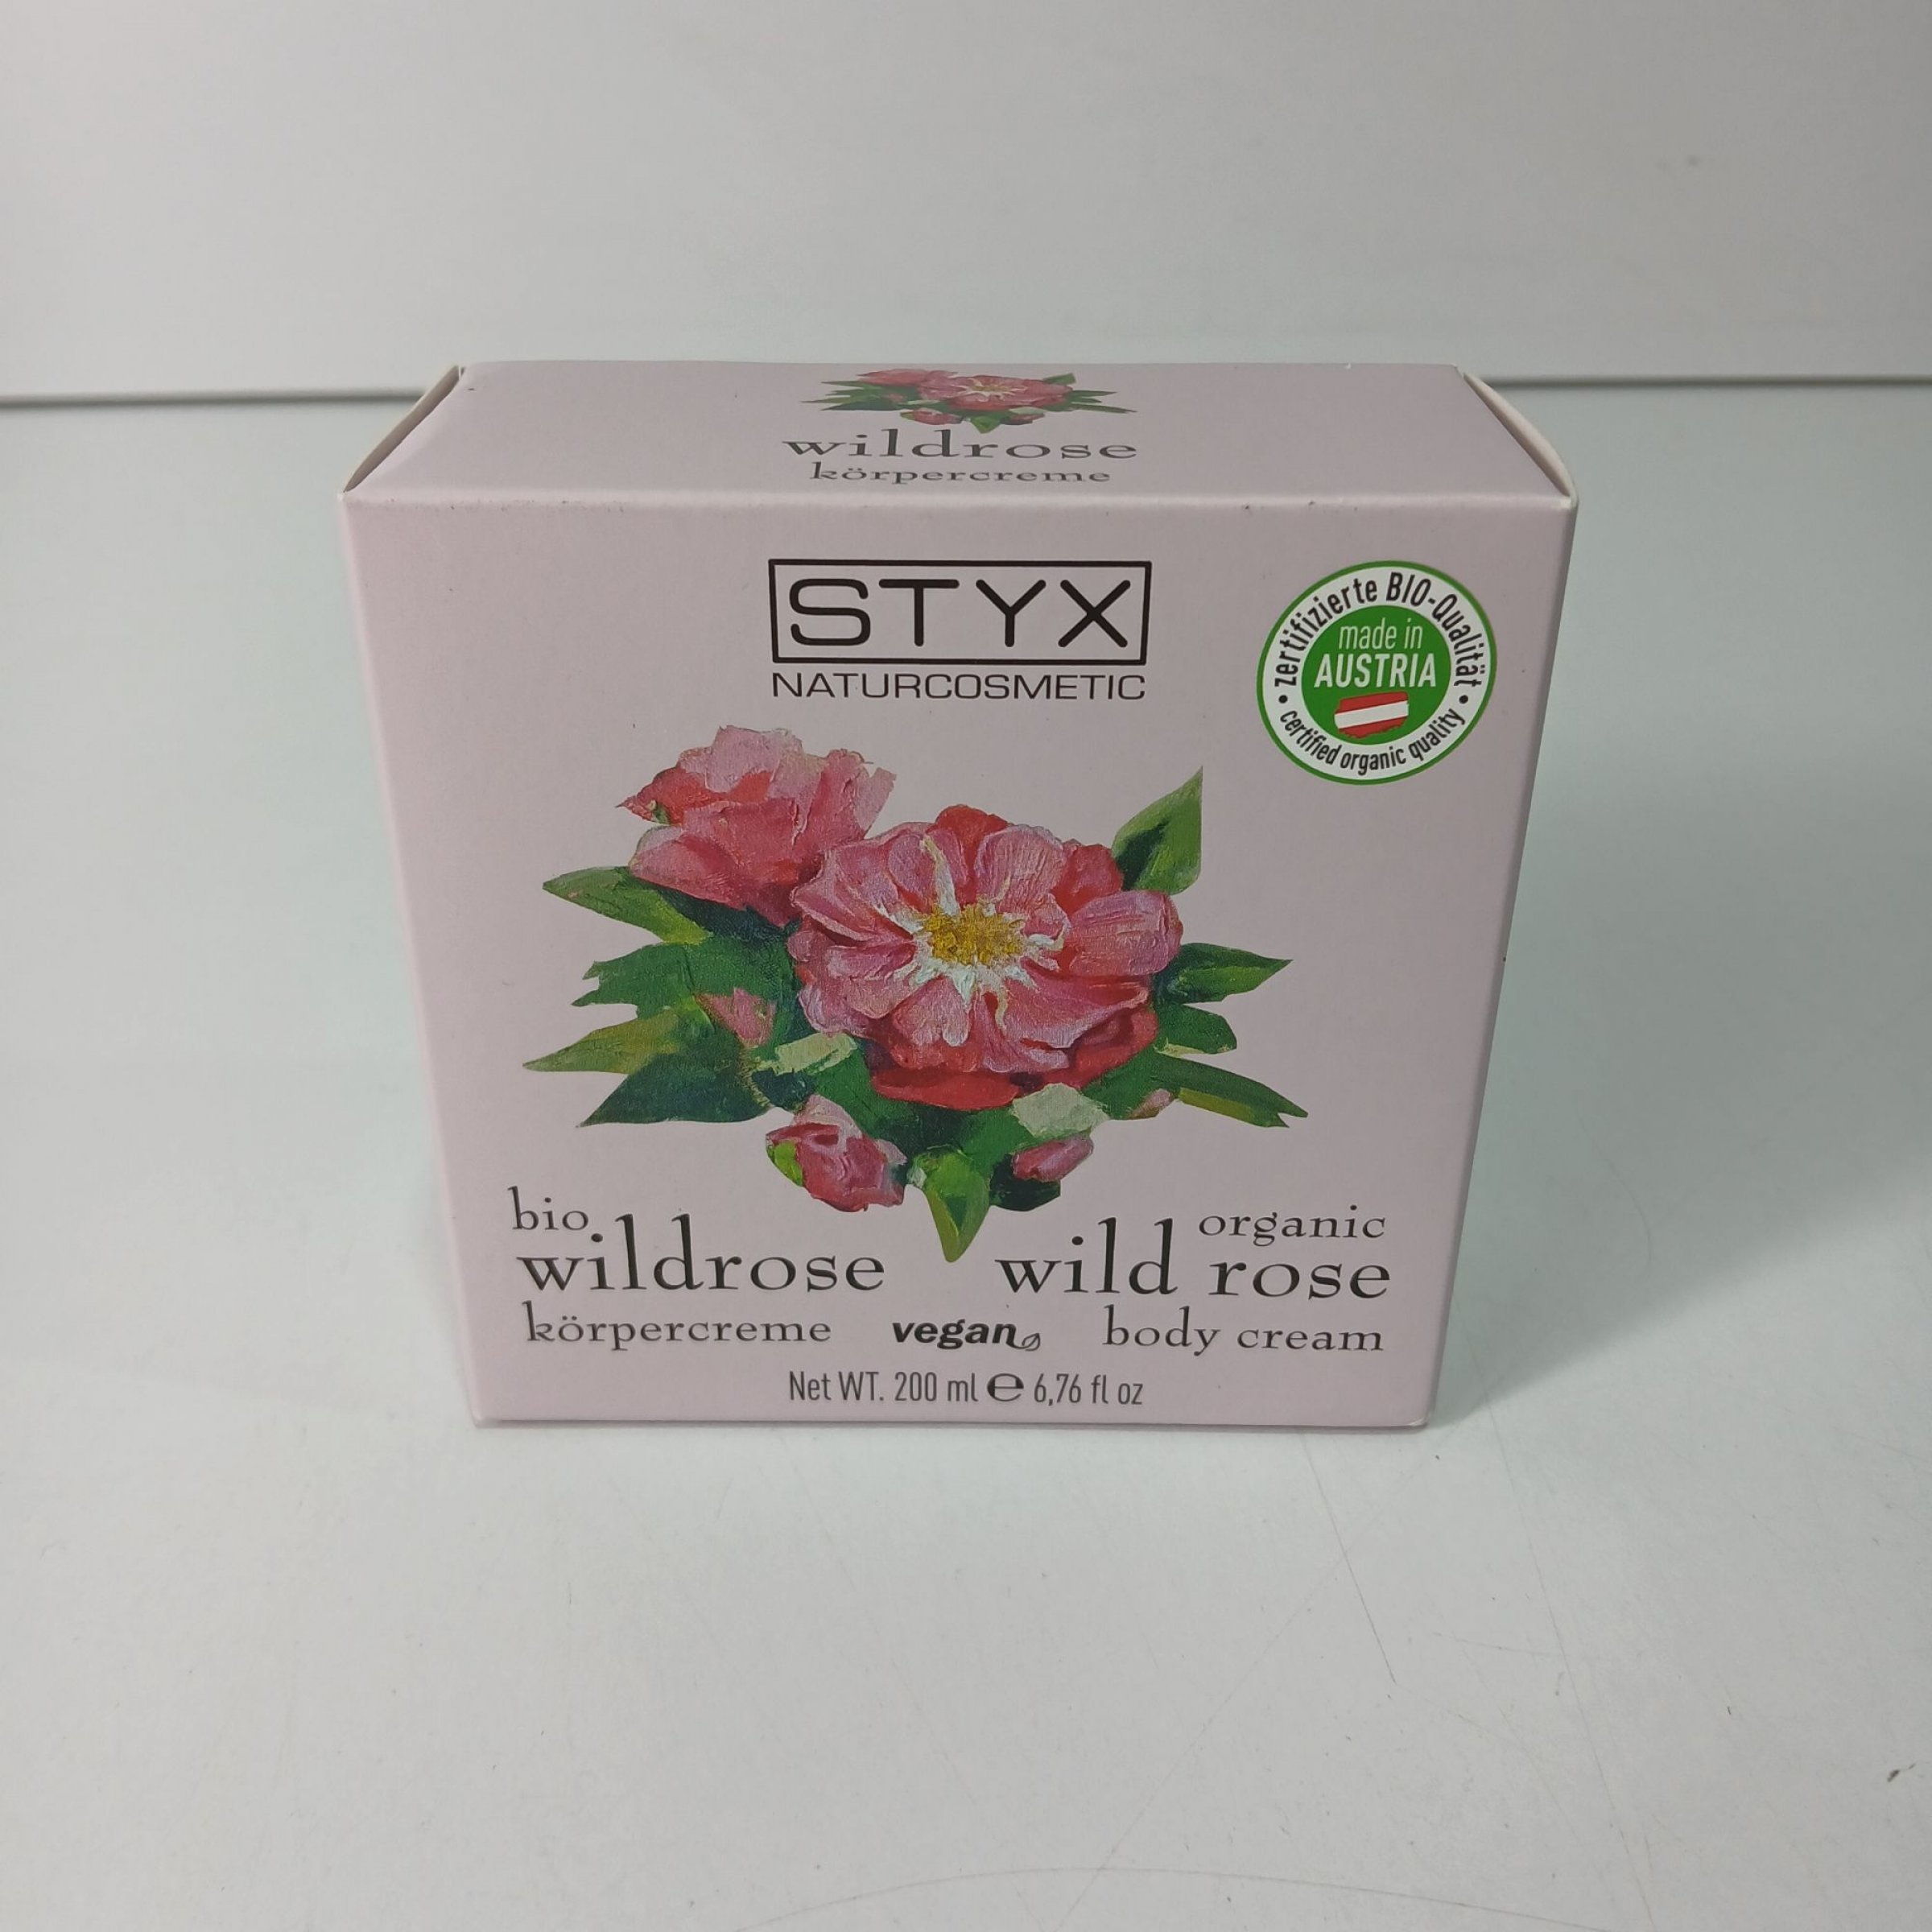 wildrose
körpercreme
STYX
NATURCOSMETIC
• zertifizierte BIO-Qualität •
made in
AUSTRIA
certified organic quality
bio
wildrose
körpercreme
organic
wild rose
body cream
vegan
Net WT. 200 ml ℮ 6,76 fl oz